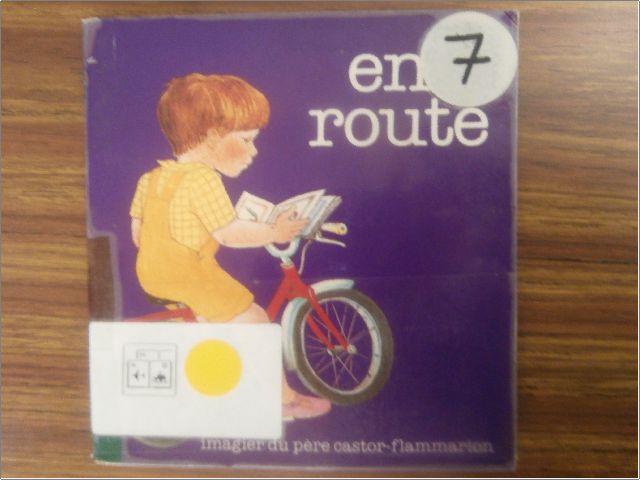 en
7
route
imagier du père castor-flammarion